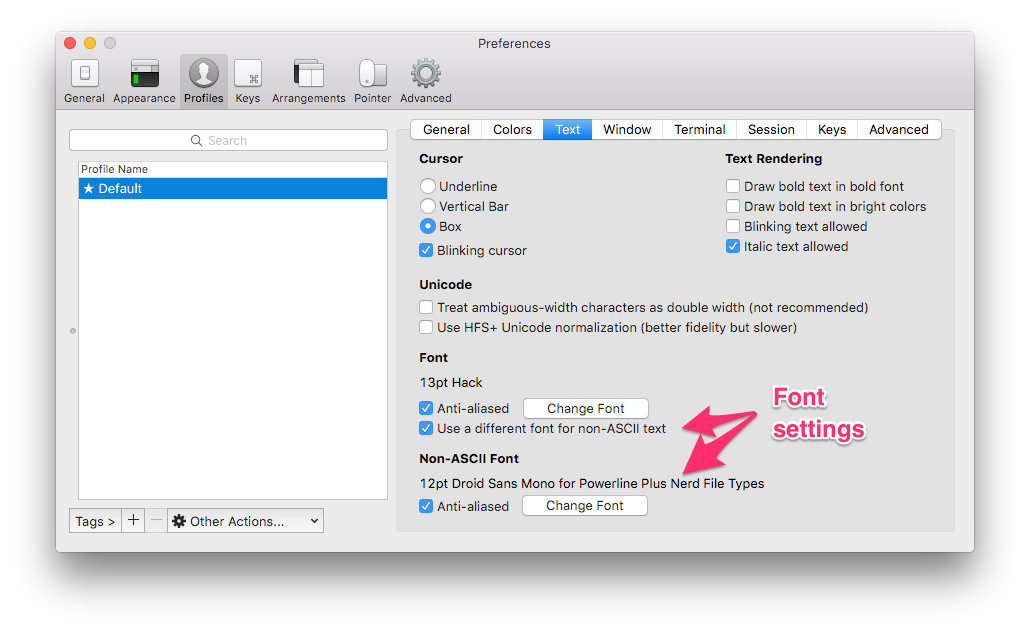 Preferences
General Appearance Profiles Keys Arrangements Pointer Advanced
General Colors Text Window Terminal Session Keys Advanced
Search
Profile Name
★ Default
Tags > + − Other Actions...
Cursor
Underline
Vertical Bar
Box
Blinking cursor
Text Rendering
Draw bold text in bold font
Draw bold text in bright colors
Blinking text allowed
Italic text allowed
Unicode
Treat ambiguous-width characters as double width (not recommended)
Use HFS+ Unicode normalization (better fidelity but slower)
Font
13pt Hack
Anti-aliased Change Font
Use a different font for non-ASCII text
Non-ASCII Font
12pt Droid Sans Mono for Powerline Plus Nerd File Types
Anti-aliased Change Font
Font
settings